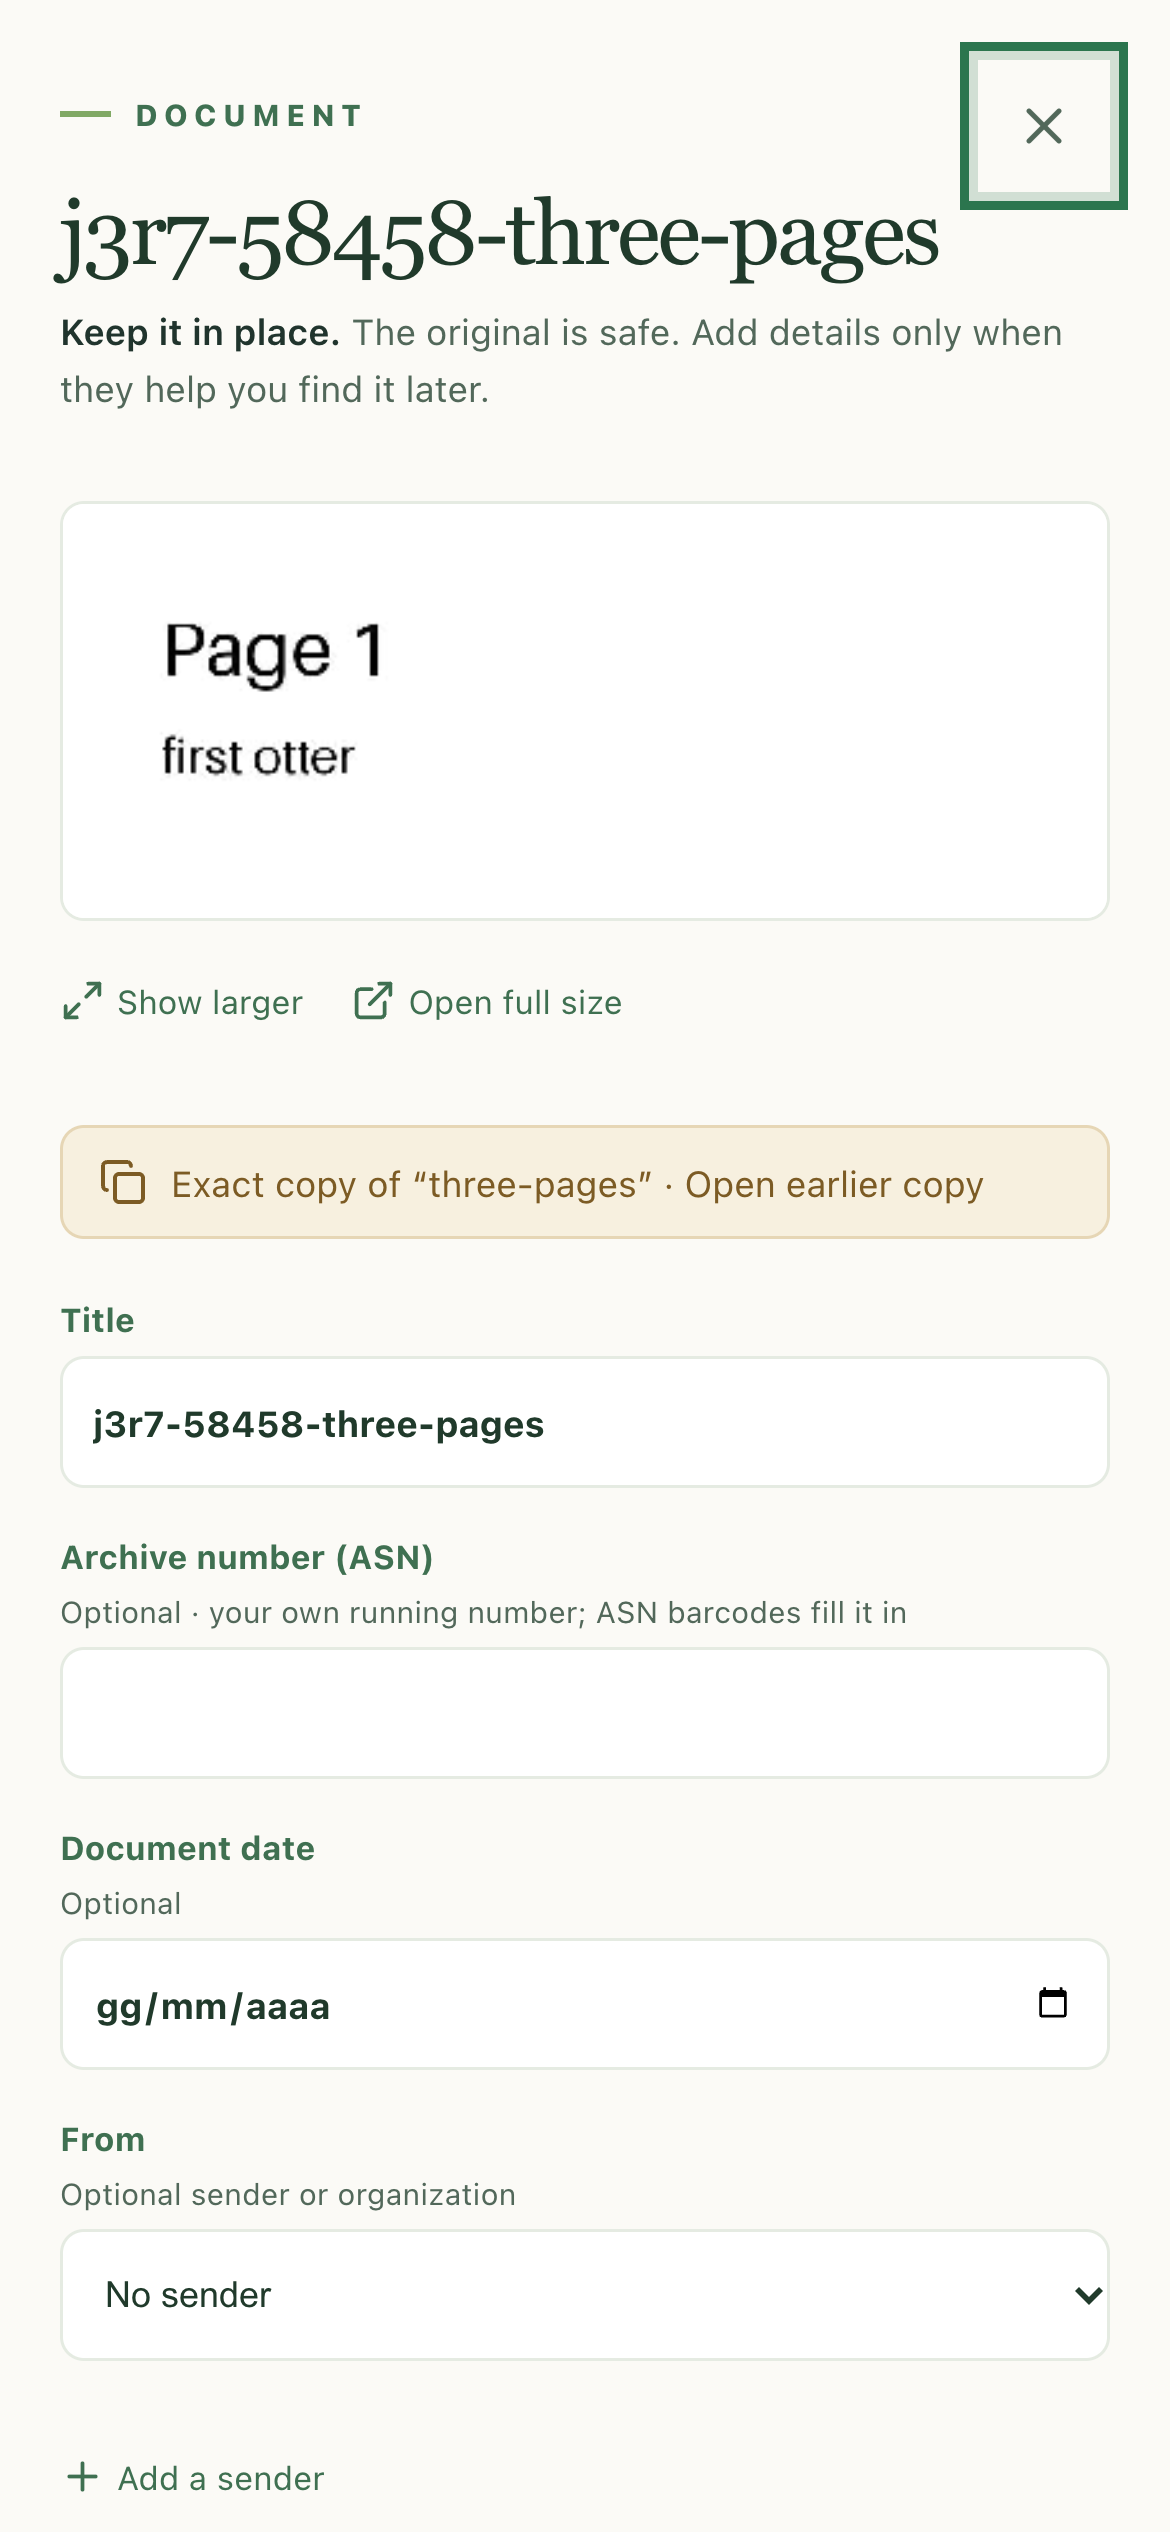 DOCUMENT
j3r7-58458-three-pages
Keep it in place. The original is safe. Add details only when
they help you find it later.
Page 1
first otter
Show larger
Open full size
Exact copy of “three-pages” · Open earlier copy
Title
j3r7-58458-three-pages
Archive number (ASN)
Optional · your own running number; ASN barcodes fill it in
Document date
Optional
gg/mm/aaaa
From
Optional sender or organization
No sender
Add a sender